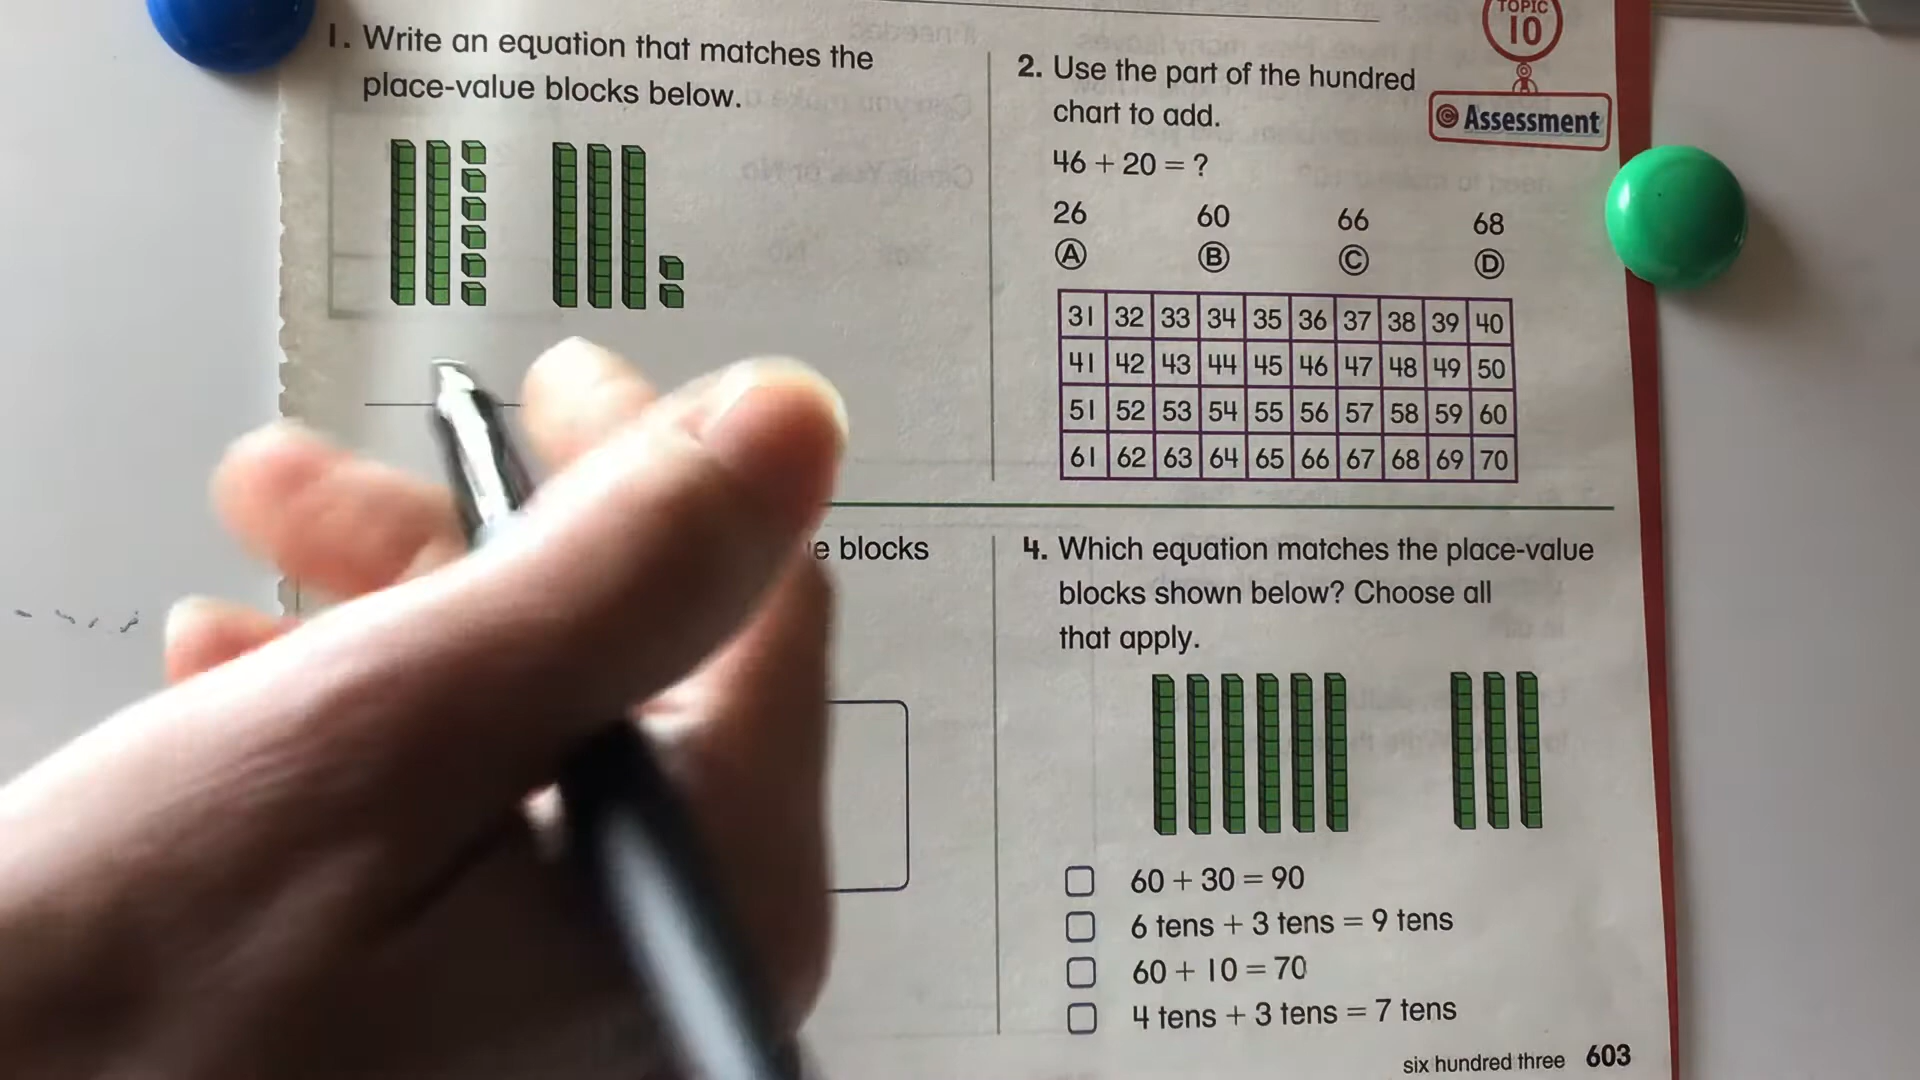 1. Write an equation that matches the
place-value blocks below.
TOPIC
10
Assessment
2. Use the part of the hundred
chart to add.
46 + 20 = ?
26 60 66 68
A B C D
31 32 33 34 35 36 37 38 39 40
41 42 43 44 45 46 47 48 49 50
51 52 53 54 55 56 57 58 59 60
61 62 63 64 65 66 67 68 69 70
blocks
4. Which equation matches the place-value
blocks shown below? Choose all
that apply.
60 + 30 = 90
6 tens + 3 tens = 9 tens
60 + 10 = 70
4 tens + 3 tens = 7 tens
six hundred three 603